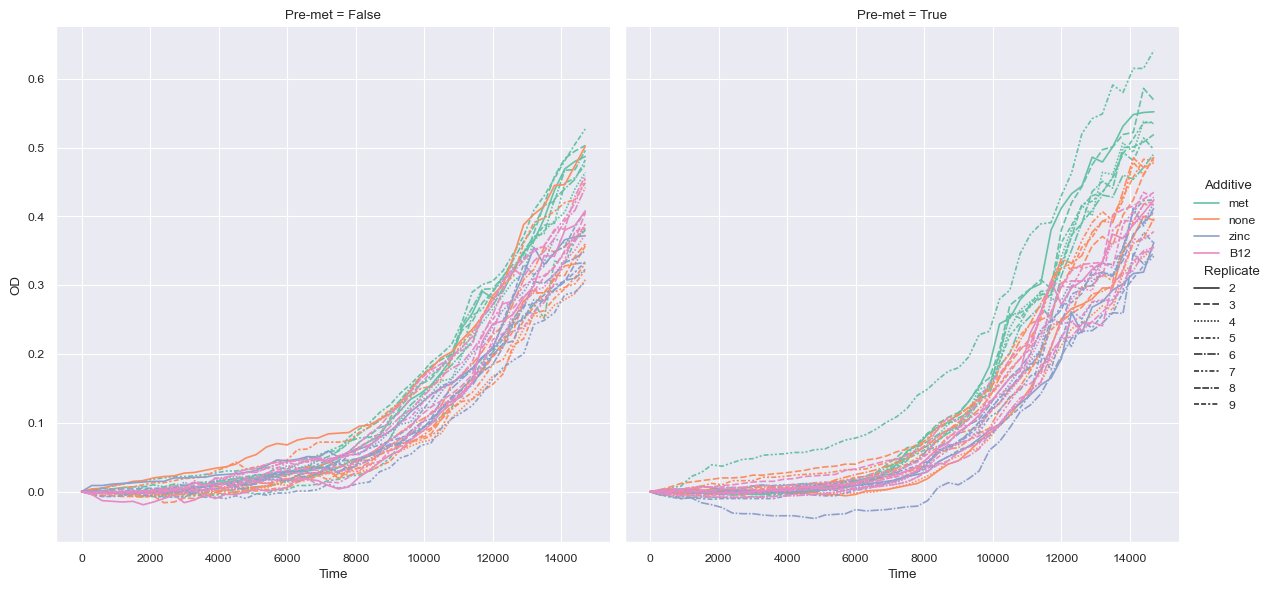 Pre-met = False
Pre-met = True
OD
0.6
0.5
0.4
0.3
0.2
0.1
0.0
0 2000 4000 6000 8000 10000 12000 14000
Time
0 2000 4000 6000 8000 10000 12000 14000
Time
Additive
met
none
zinc
B12
Replicate
2
3
4
5
6
7
8
9